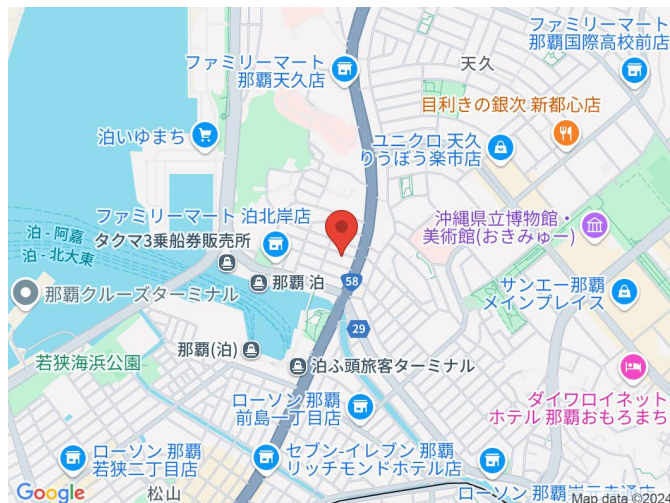 ファミリーマート
那覇天久店
天久
ファミリーマート
那覇国際高校前店
目利きの銀次 新都心店
泊いゆまち
ユニクロ 天久
りうぼう楽市店
ファミリーマート 泊北岸店
タクマ3乗船券販売所
泊 - 阿嘉
泊 - 北大東
沖縄県立博物館・
美術館(おきみゅー)
那覇 泊
58
那覇クルーズターミナル
サンエー那覇
メインプレイス
29
那覇(泊)
若狭海浜公園
泊ふ頭旅客ターミナル
ダイワロイネット
ホテル 那覇おもろまち
ローソン 那覇
前島一丁目店
ローソン 那覇
若狭二丁目店
セブン-イレブン 那覇
リッチモンドホテル店
Google
松山
ローソン 那覇
Map data ©2024